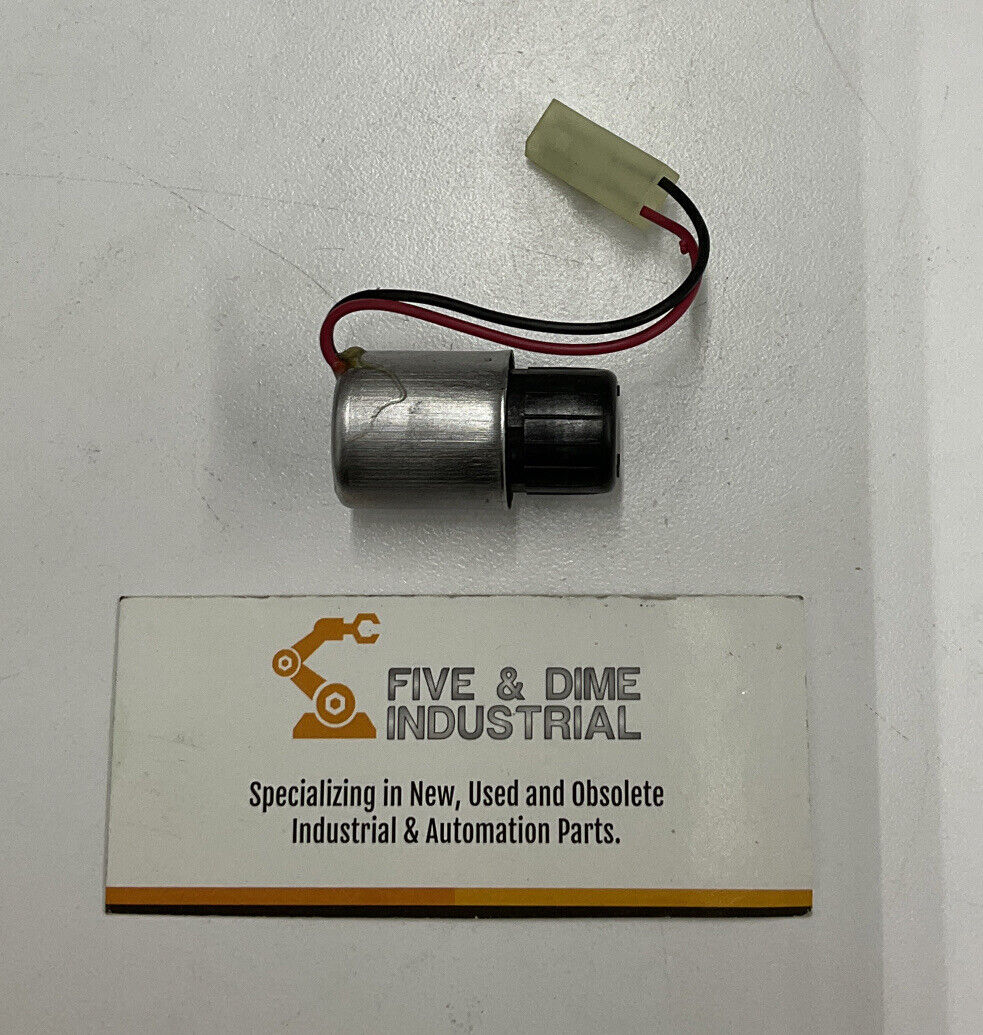 FIVE & DIME
INDUSTRIAL
Specializing in New, Used and Obsolete
Industrial & Automation Parts.